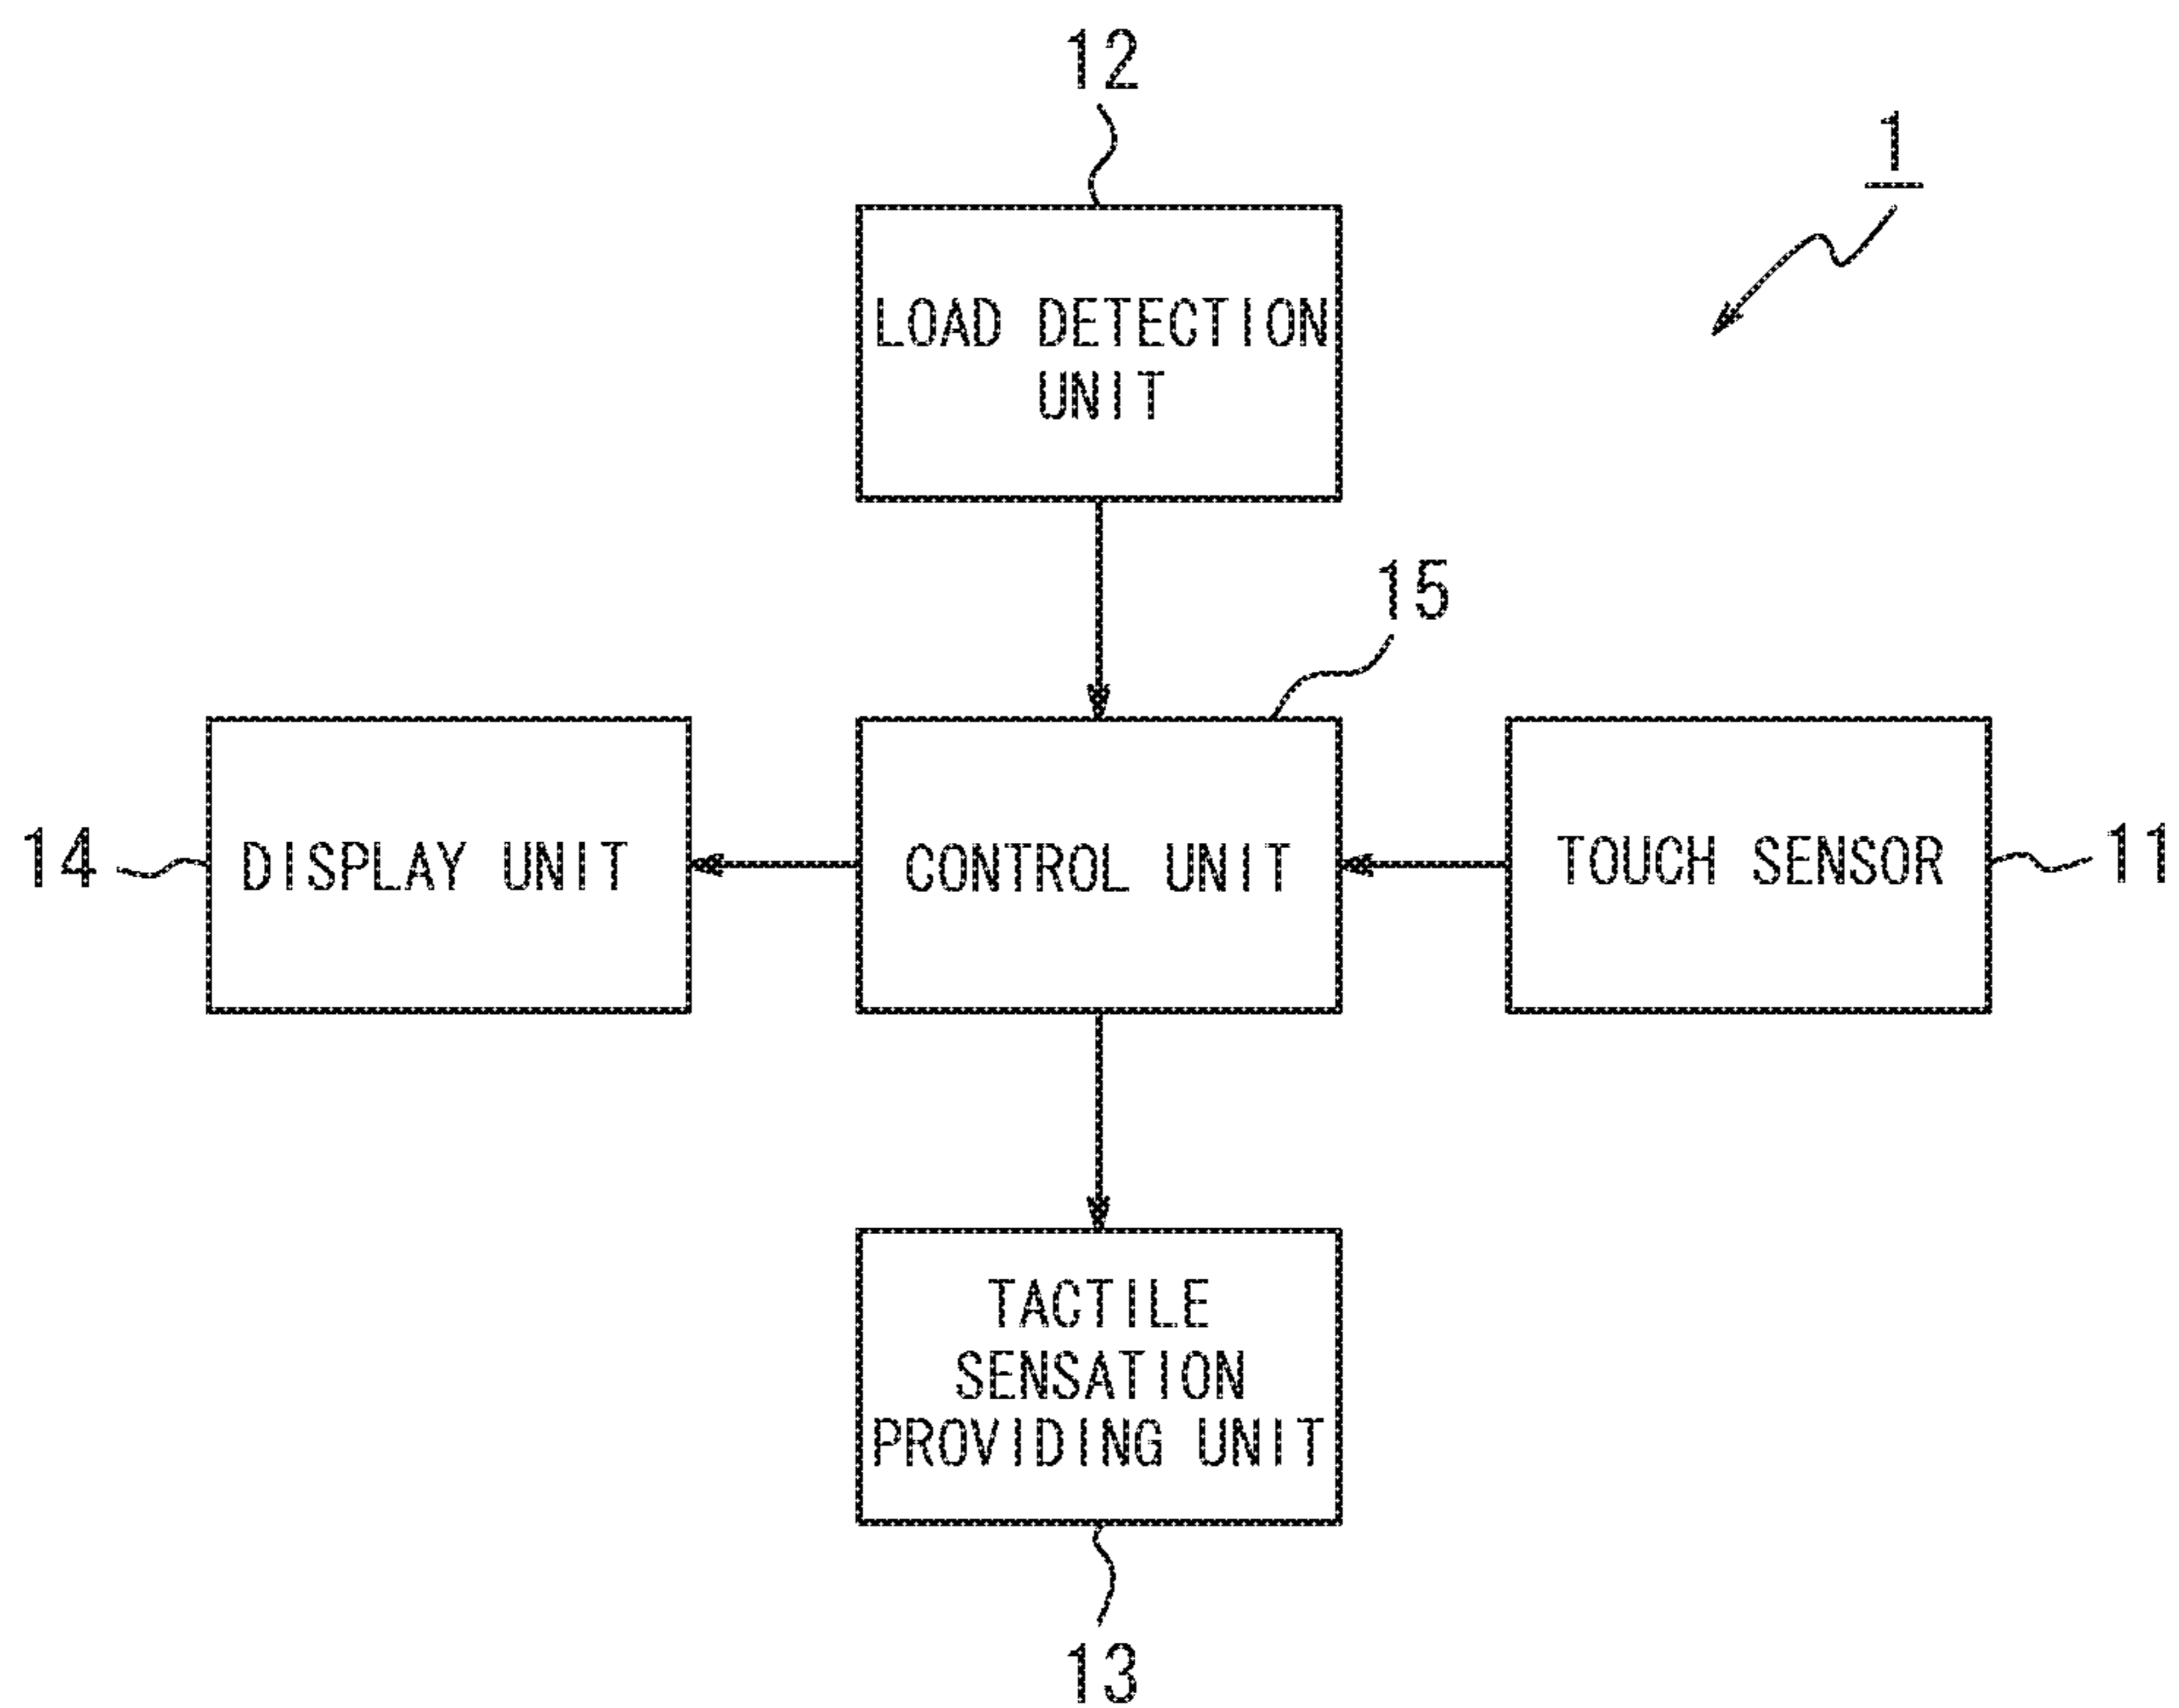 12
1
LOAD DETECTION
UNIT
15
14
DISPLAY UNIT
CONTROL UNIT
TOUCH SENSOR
11
TACTILE
SENSATION
PROVIDING UNIT
13